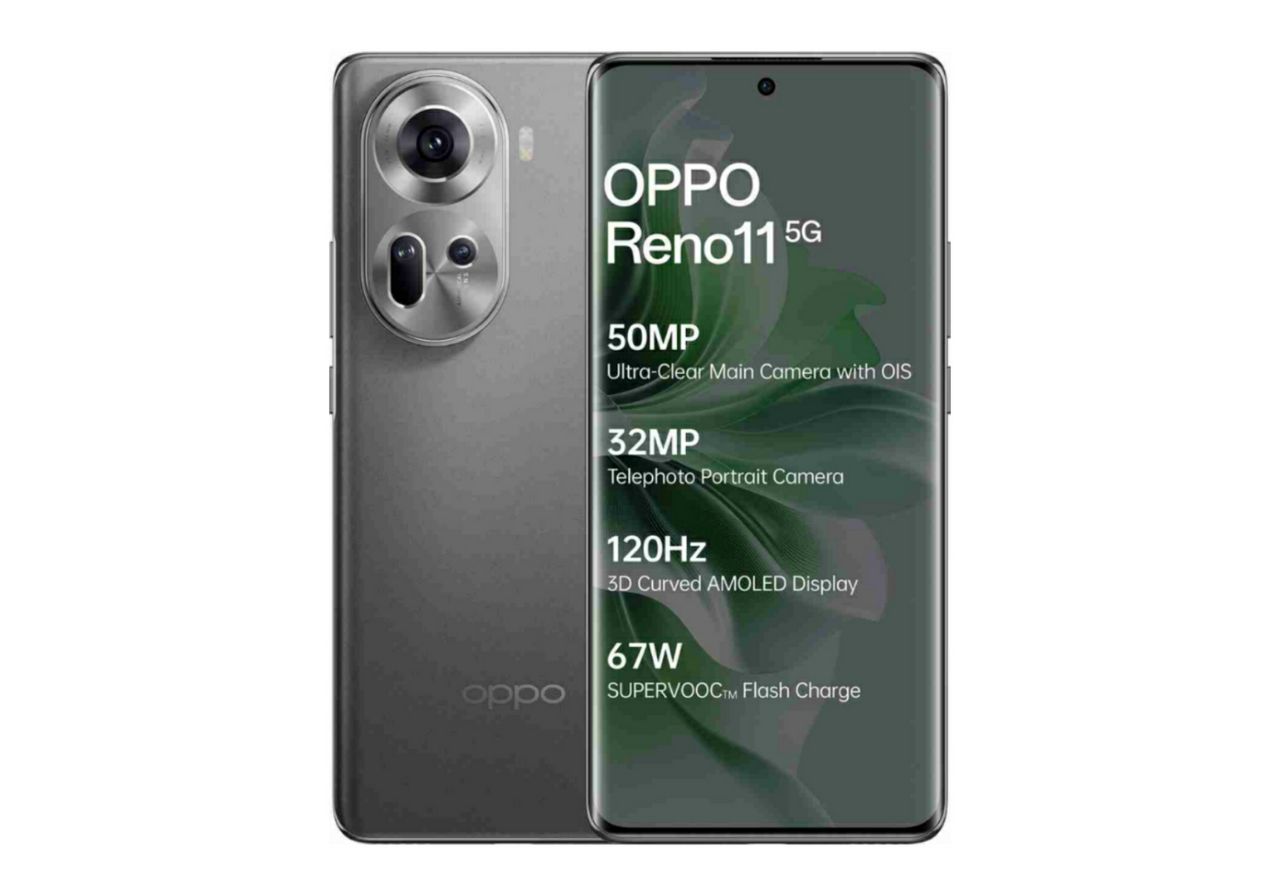 OPPO
Reno11 5G
50MP
Ultra-Clear Main Camera with OIS
32MP
Telephoto Portrait Camera
120Hz
3D Curved AMOLED Display
67W
SUPERVOOC™ Flash Charge
oppo